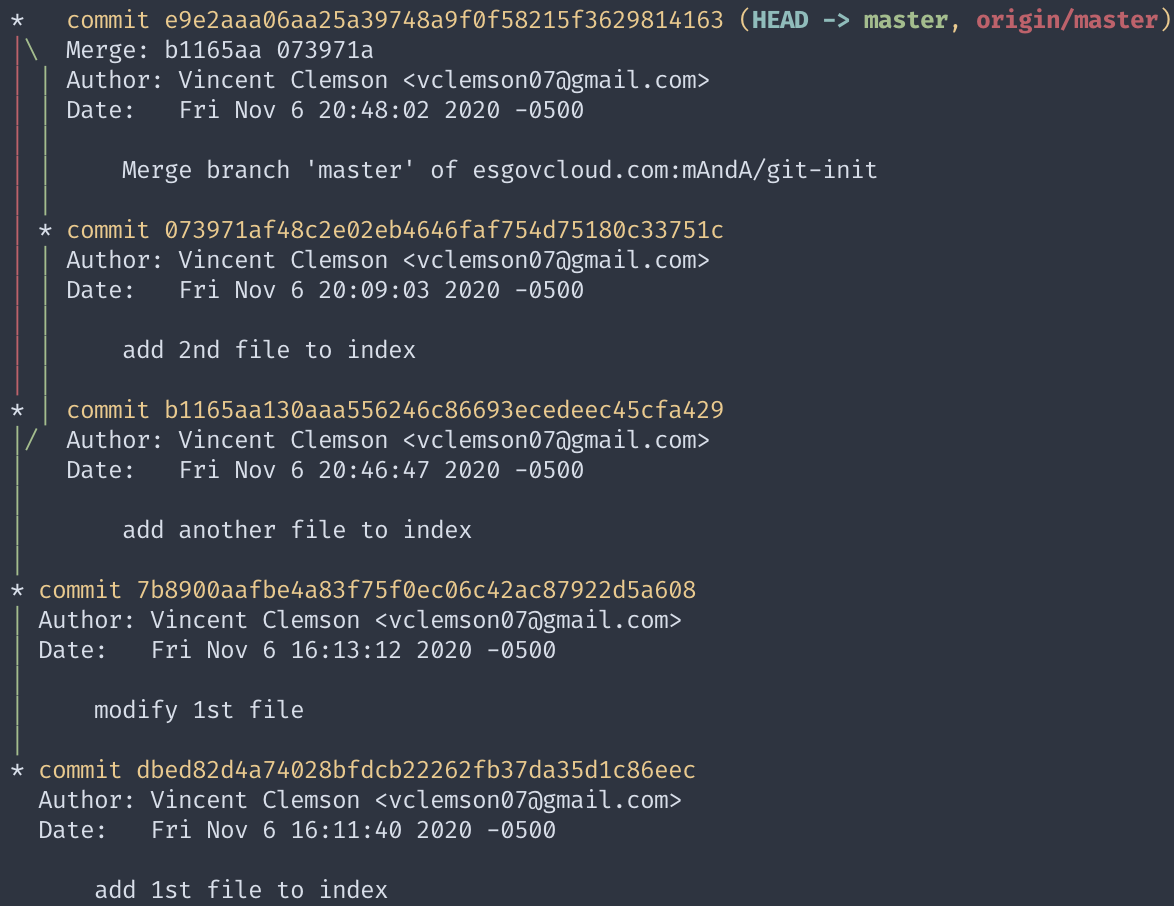 *   commit e9e2aaa06aa25a39748a9f0f58215f3629814163 (HEAD -> master, origin/master)
|\  Merge: b1165aa 073971a
| | Author: Vincent Clemson <vclemson07@gmail.com>
| | Date:   Fri Nov 6 20:48:02 2020 -0500
| |
| |     Merge branch 'master' of esgovcloud.com:mAndA/git-init
| |
| * commit 073971af48c2e02eb4646faf754d75180c33751c
| | Author: Vincent Clemson <vclemson07@gmail.com>
| | Date:   Fri Nov 6 20:09:03 2020 -0500
| |
| |     add 2nd file to index
| |
* | commit b1165aa130aaa556246c86693ecedeec45cfa429
|/  Author: Vincent Clemson <vclemson07@gmail.com>
|   Date:   Fri Nov 6 20:46:47 2020 -0500
|
|       add another file to index
|
* commit 7b8900aafbe4a83f75f0ec06c42ac87922d5a608
| Author: Vincent Clemson <vclemson07@gmail.com>
| Date:   Fri Nov 6 16:13:12 2020 -0500
|
|     modify 1st file
|
* commit dbed82d4a74028bfdcb22262fb37da35d1c86eec
  Author: Vincent Clemson <vclemson07@gmail.com>
  Date:   Fri Nov 6 16:11:40 2020 -0500

      add 1st file to index